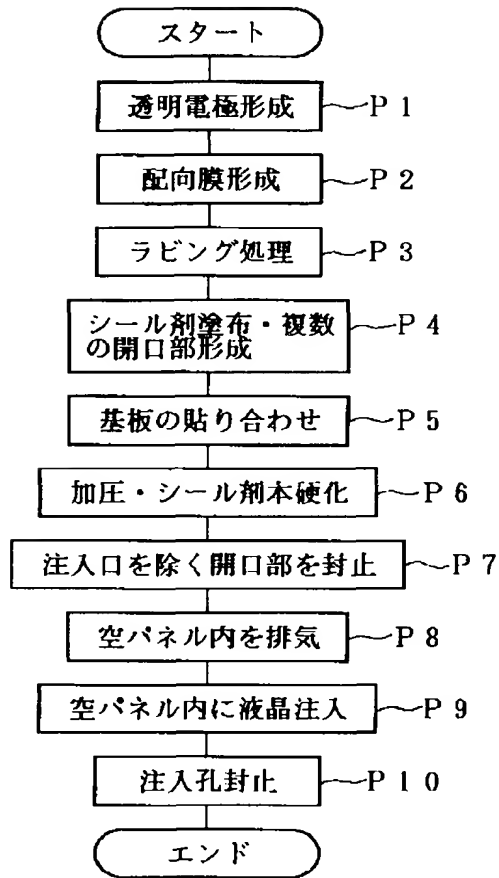 スタート
透明電極形成 P1
配向膜形成 P2
ラビング処理 P3
シール剤塗布・複数
の開口部形成 P4
基板の貼り合わせ P5
加圧・シール剤本硬化 P6
注入口を除く開口部を封止 P7
空パネル内を排気 P8
空パネル内に液晶注入 P9
注入孔封止 P10
エンド